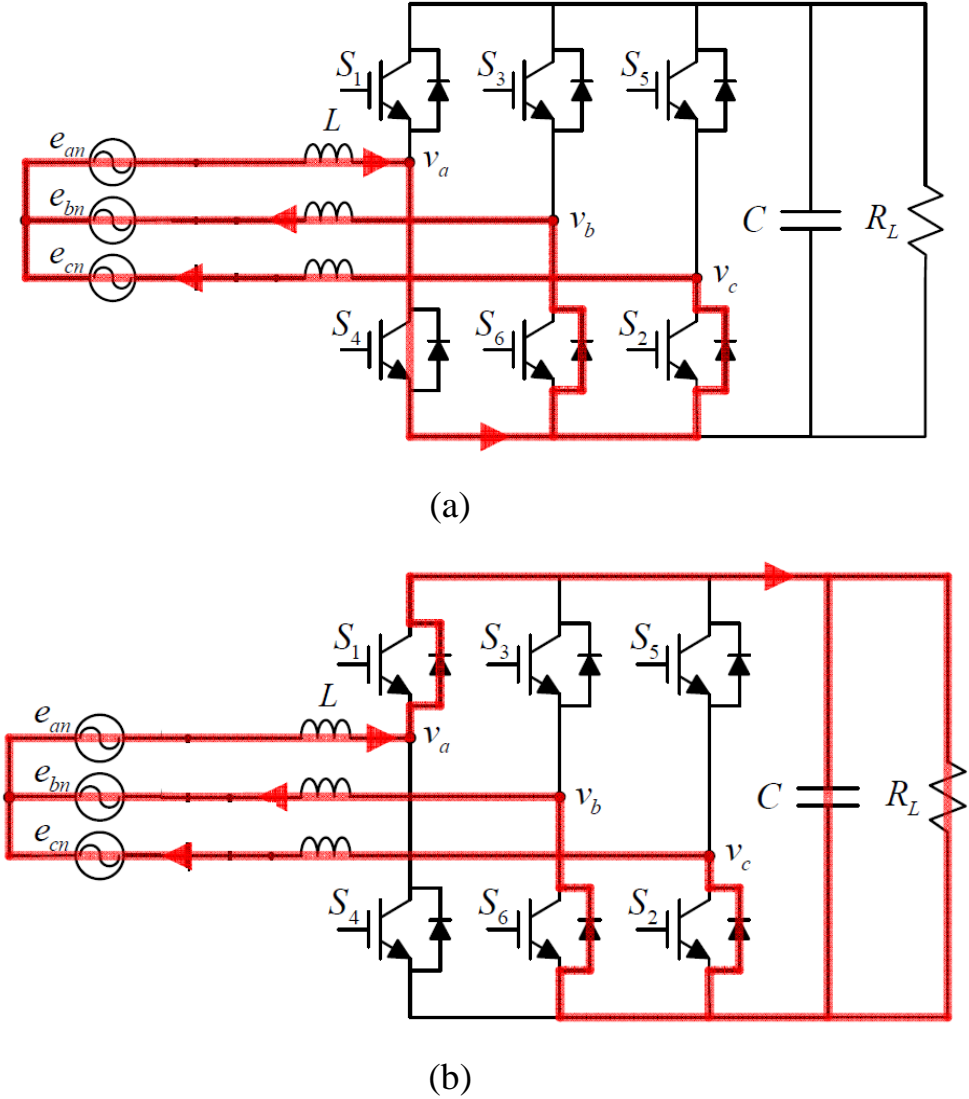 S1 S3 S5
ean L va
ebn vb C RL
ecn vc
S4 S6 S2
(a)
S1 S3 S5
ean L va
ebn vb C RL
ecn vc
S4 S6 S2
(b)